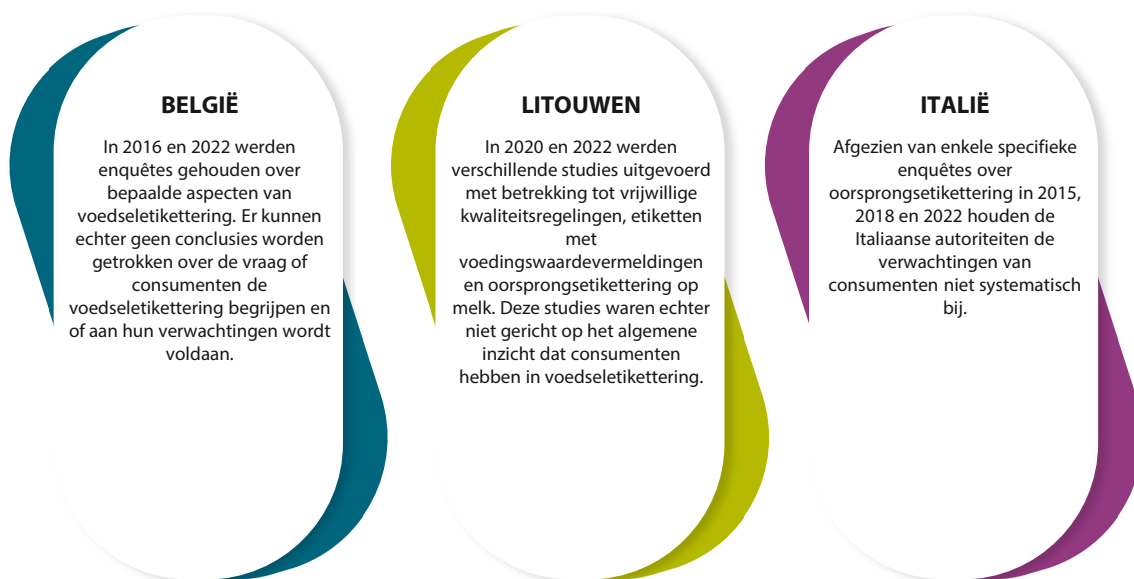 BELGIË
In 2016 en 2022 werden
enquêtes gehouden over
bepaalde aspecten van
voedseletikettering. Er kunnen
echter geen conclusies worden
getrokken over de vraag of
consumenten de
voedseletikettering begrijpen en
of aan hun verwachtingen wordt
voldaan.
LITOUWEN
In 2020 en 2022 werden
verschillende studies uitgevoerd
met betrekking tot vrijwillige
kwaliteitsregelingen, etiketten
met
voedingswaardevermeldingen
en oorsprongsetikettering op
melk. Deze studies waren echter
niet gericht op het algemene
inzicht dat consumenten
hebben in voedseletikettering.
ITALIË
Afgezien van enkele specifieke
enquêtes over
oorsprongsetikettering in 2015,
2018 en 2022 houden de
Italiaanse autoriteiten de
verwachtingen van
consumenten niet systematisch
bij.